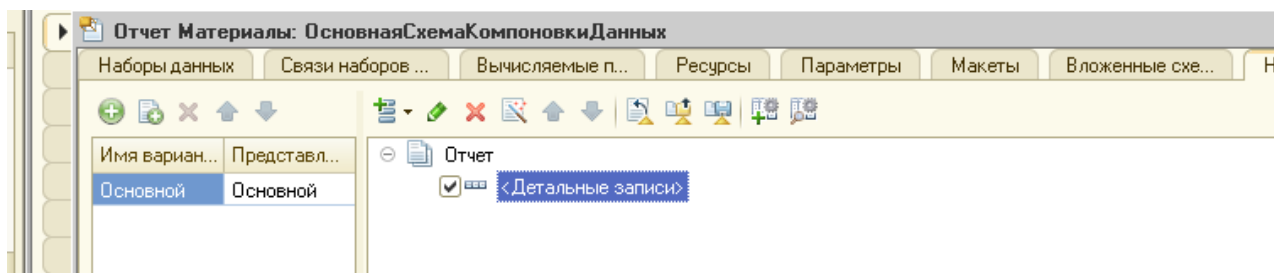 Отчет Материалы: ОсновнаяСхемаКомпоновкиДанных
Наборы данных Связи наборов ... Вычисляемые п... Ресурсы Параметры Макеты Вложенные схе... Н
Имя вариан... Представл... Отчет
Основной Основной <Детальные записи>